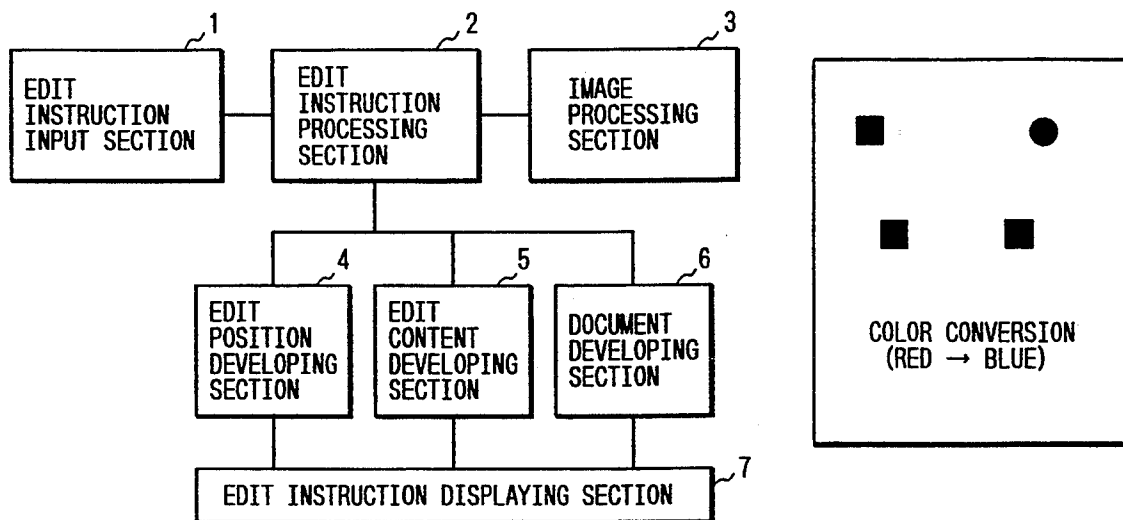 1
EDIT
INSTRUCTION
INPUT SECTION
2
EDIT
INSTRUCTION
PROCESSING
SECTION
3
IMAGE
PROCESSING
SECTION
4
EDIT
POSITION
DEVELOPING
SECTION
5
EDIT
CONTENT
DEVELOPING
SECTION
6
DOCUMENT
DEVELOPING
SECTION
7
EDIT INSTRUCTION DISPLAYING SECTION
COLOR CONVERSION
(RED → BLUE)